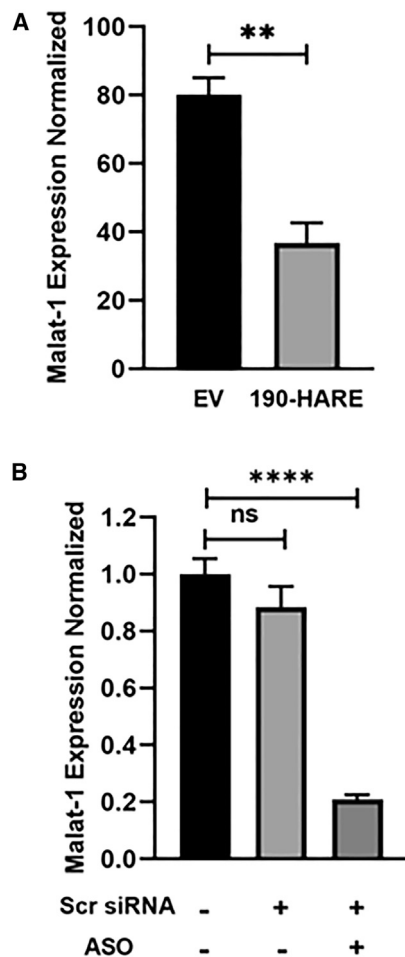 A
Malat-1 Expression Normalized
100
80
60
40
20
0
**
EV 190-HARE
B
Malat-1 Expression Normalized
1.2
1.0
0.8
0.6
0.4
0.2
0.0
****
ns
Scr siRNA - + +
ASO - - +